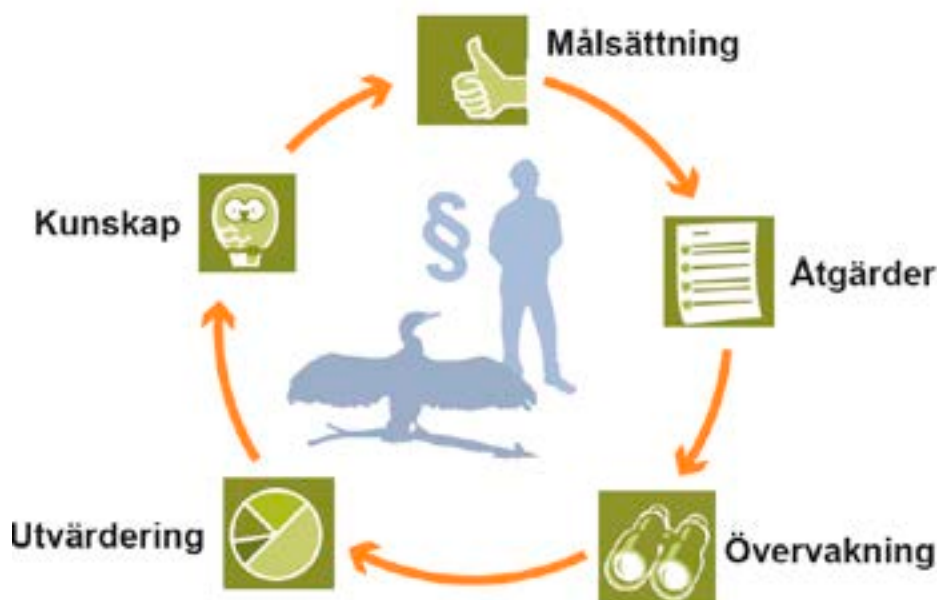 Målsättning
Kunskap
§
Åtgärder
Utvärdering
Övervakning